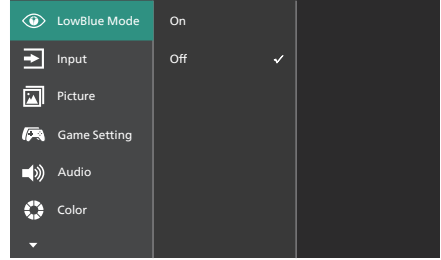 LowBlue Mode
On
Input
Off
Picture
Game Setting
Audio
Color